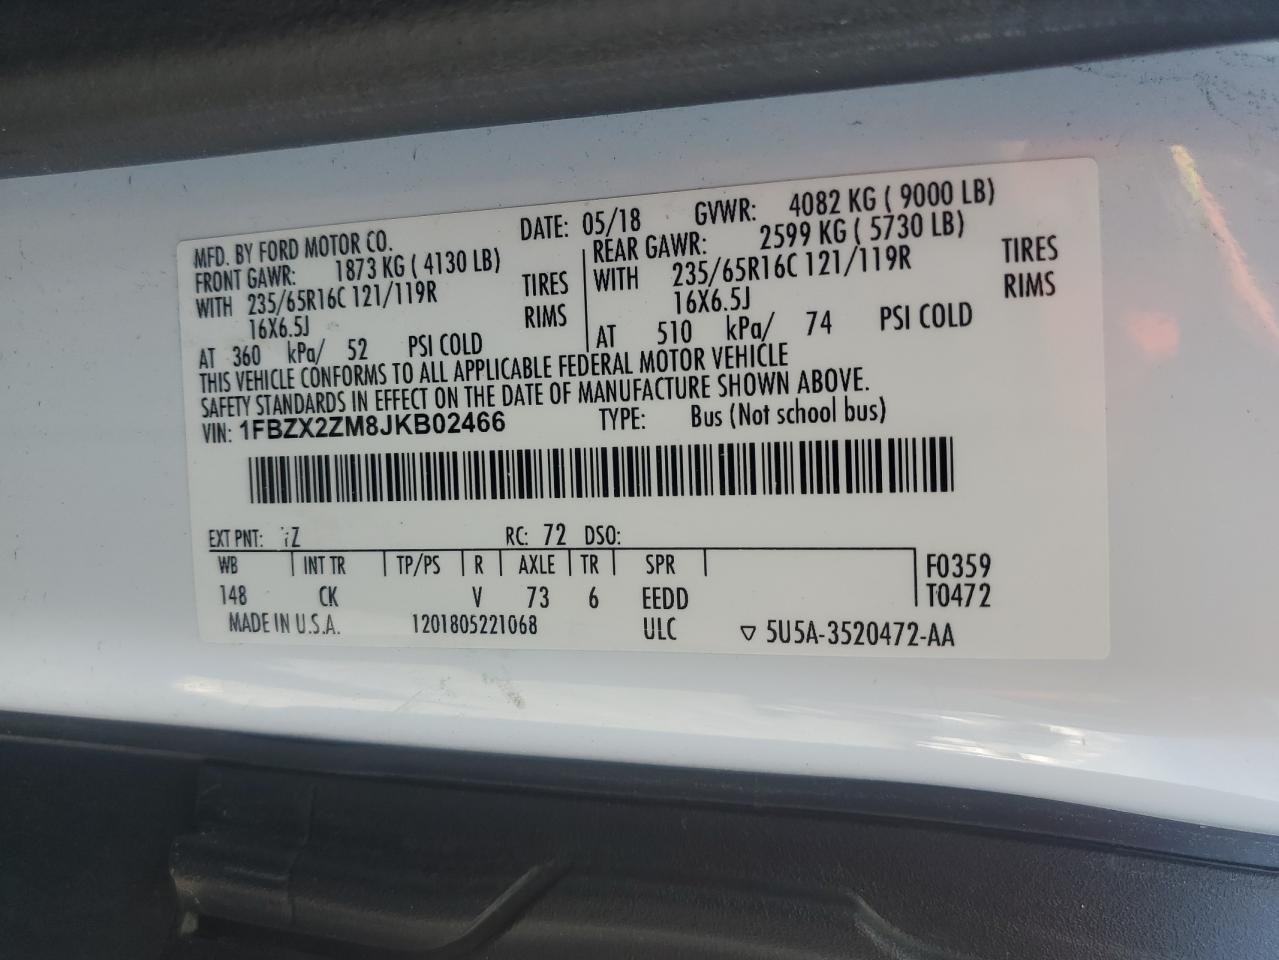 MFD. BY FORD MOTOR CO. DATE: 05/18 GVWR: 4082 KG ( 9000 LB)
FRONT GAWR: 1873 KG ( 4130 LB) REAR GAWR: 2599 KG ( 5730 LB)
WITH 235/65R16C 121/119R TIRES WITH 235/65R16C 121/119R TIRES
16X6.5J RIMS 16X6.5J RIMS
AT 360 kPa/ 52 PSI COLD AT 510 kPa/ 74 PSI COLD
THIS VEHICLE CONFORMS TO ALL APPLICABLE FEDERAL MOTOR VEHICLE
SAFETY STANDARDS IN EFFECT ON THE DATE OF MANUFACTURE SHOWN ABOVE.
VIN: 1FBZX2ZM8JKB02466 TYPE: Bus (Not school bus)
EXT PNT: RC: 72 DSO:
WB INT TR TP/PS R AXLE TR SPR F0359
148 CK V 73 6 EEDD T0472
MADE IN U.S.A. 1201805221068 ULC ▽ 5U5A-3520472-AA